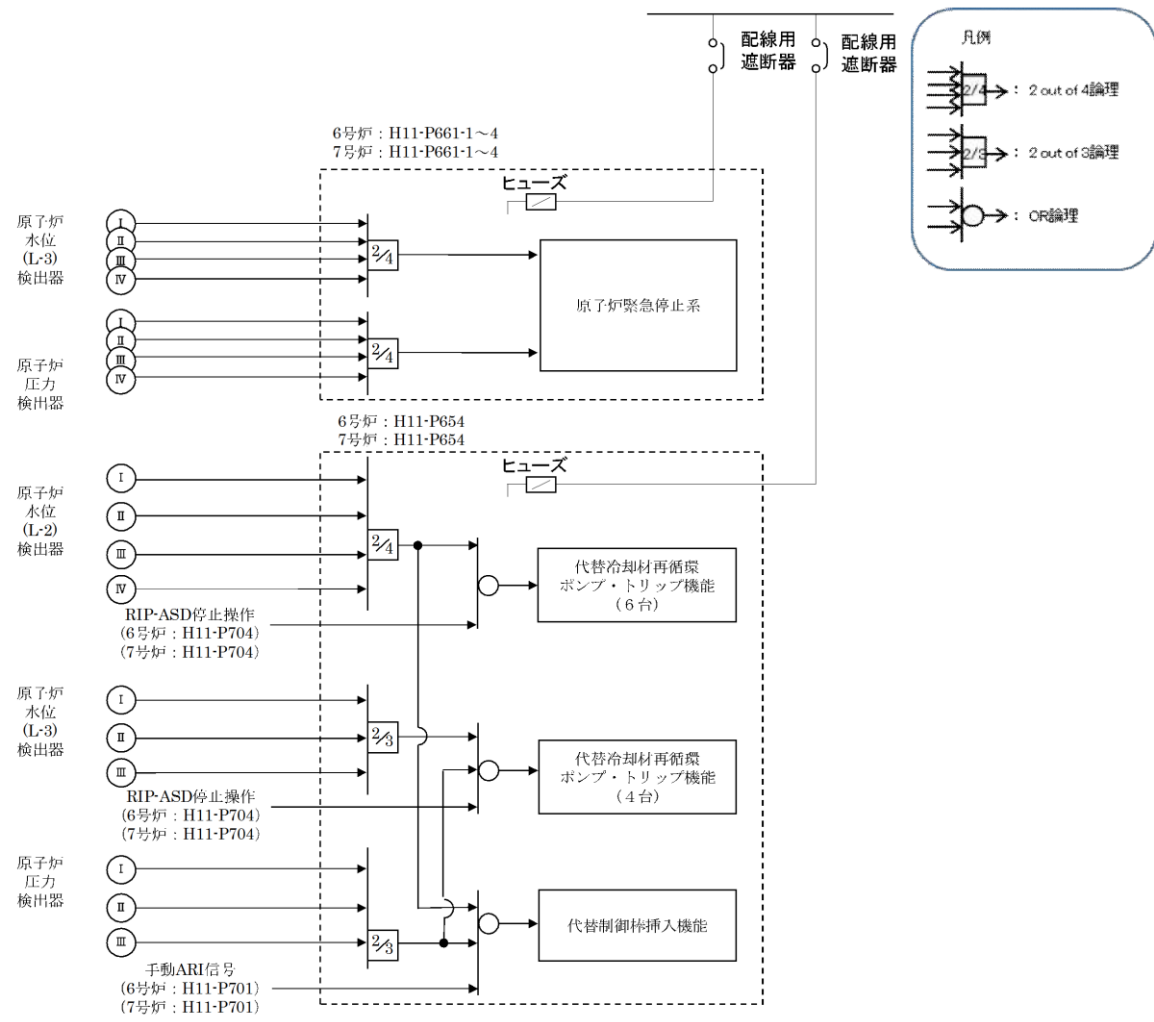 配線用
遮断器
配線用
遮断器
凡例
2/4
： 2 out of 4論理
2/3
： 2 out of 3論理
： OR論理
6号炉：H11-P661-1～4
7号炉：H11-P661-1～4
ヒューズ
原子炉
水位
(L-3)
検出器
I
II
III
IV
2/4
原子炉緊急停止系
原子炉
圧力
検出器
I
II
III
IV
2/4
6号炉：H11-P654
7号炉：H11-P654
ヒューズ
原子炉
水位
(L-2)
検出器
I
II
III
IV
2/4
代替冷却材再循環
ポンプ・トリップ機能
（6台）
RIP-ASD停止操作
(6号炉：H11-P704)
(7号炉：H11-P704)
原子炉
水位
(L-3)
検出器
I
II
III
2/3
代替冷却材再循環
ポンプ・トリップ機能
（4台）
RIP-ASD停止操作
(6号炉：H11-P704)
(7号炉：H11-P704)
原子炉
圧力
検出器
I
II
III
2/3
代替制御棒挿入機能
手動ARI信号
(6号炉：H11-P701)
(7号炉：H11-P701)